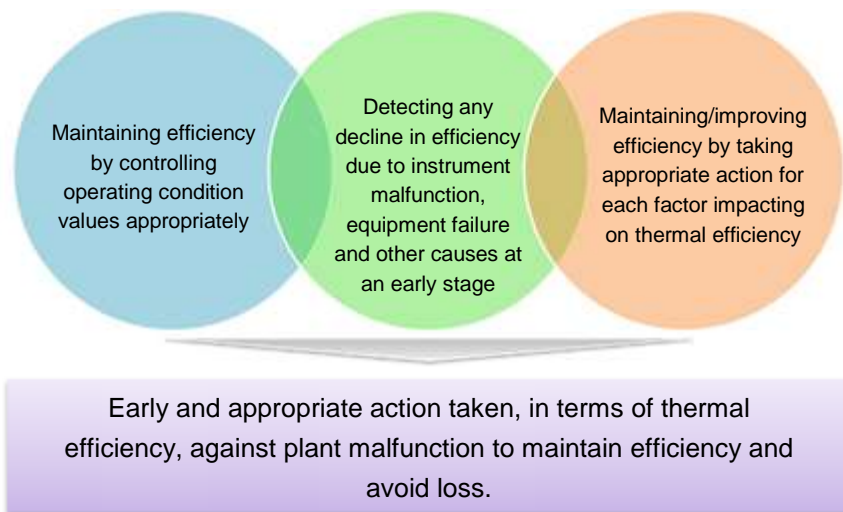 Maintaining efficiency
by controlling
operating condition
values appropriately
Detecting any
decline in efficiency
due to instrument
malfunction,
equipment failure
and other causes at
an early stage
Maintaining/improving
efficiency by taking
appropriate action for
each factor impacting
on thermal efficiency
Early and appropriate action taken, in terms of thermal
efficiency, against plant malfunction to maintain efficiency and
avoid loss.